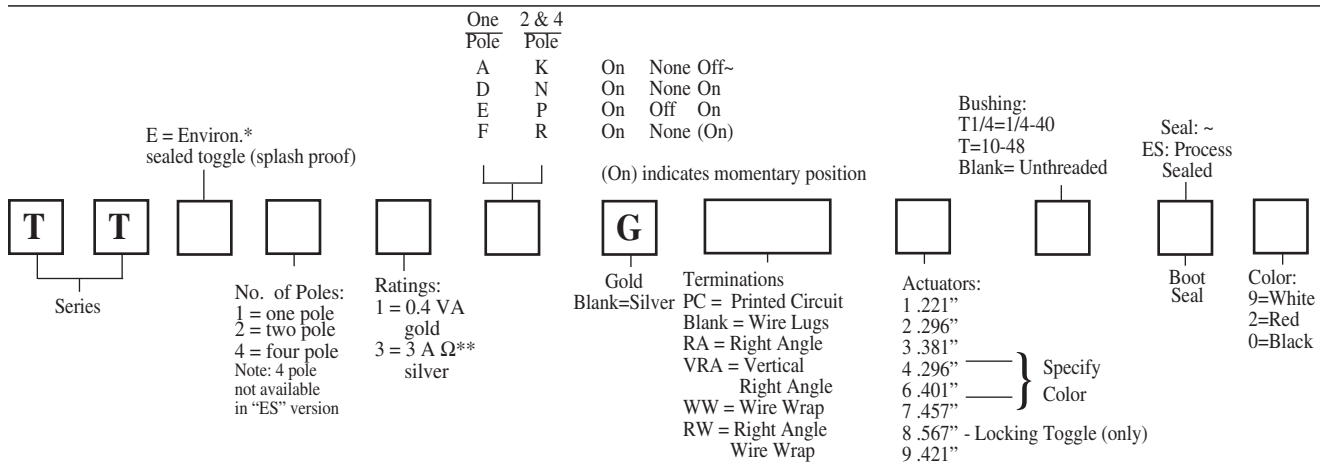 One 2 & 4
Pole Pole
A K On None Off~
D N On None On
E P On Off On
F R On None (On)
(On) indicates momentary position
E = Environ.*
sealed toggle (splash proof)
Bushing:
T1/4=1/4-40
T=10-48
Blank= Unthreaded
Seal: ~
ES: Process
Sealed
T T G
Series
No. of Poles:
1 = one pole
2 = two pole
4 = four pole
Note: 4 pole
not available
in “ES” version
Ratings:
1 = 0.4 VA
gold
3 = 3 A Ω**
silver
Gold
Blank=Silver
Terminations
PC = Printed Circuit
Blank = Wire Lugs
RA = Right Angle
VRA = Vertical
Right Angle
WW = Wire Wrap
RW = Right Angle
Wire Wrap
Actuators:
1 .221”
2 .296”
3 .381”
4 .296”
6 .401”
7 .457”
8 .567” - Locking Toggle (only)
9 .421”
Specify
Color
Boot
Seal
Color:
9=White
2=Red
0=Black